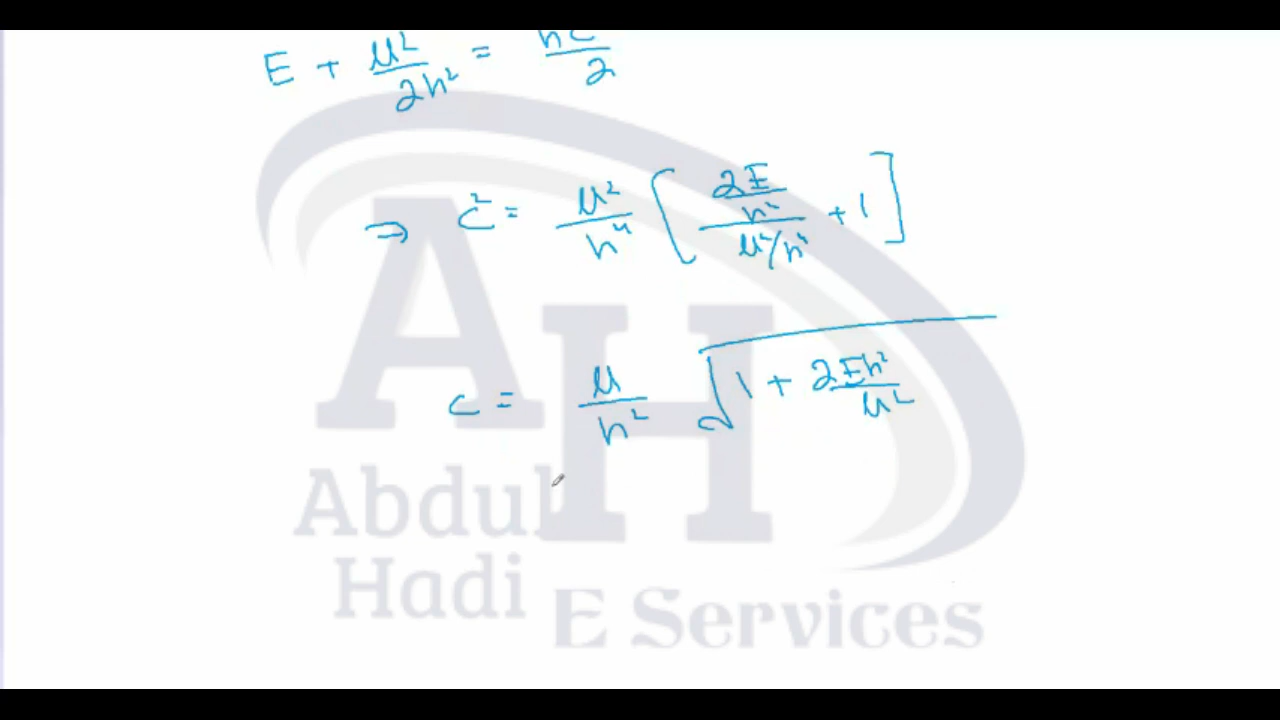 E + μ²/2h² = h²c²/2
⇒ c² = μ²/h⁴ [ (2E/h²)/(μ²/h⁴) + 1 ]
c = μ/h² √(1 + 2Eh²/μ²)
AH
Abdul
Hadi
E Services